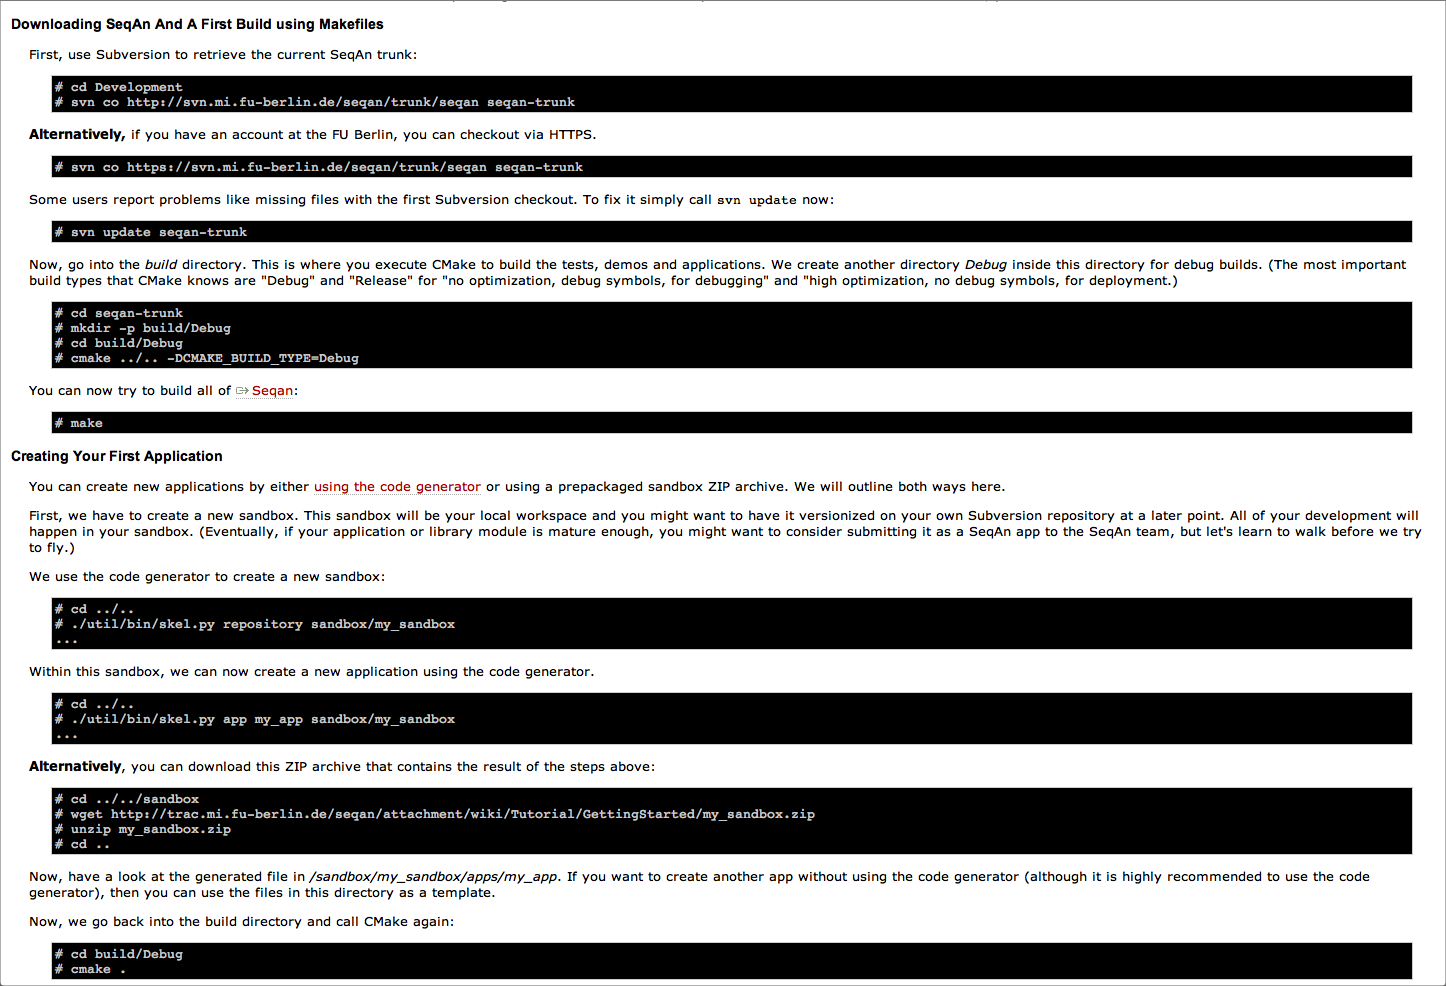 Downloading SeqAn And A First Build using Makefiles
First, use Subversion to retrieve the current SeqAn trunk:
# cd Development
# svn co http://svn.mi.fu-berlin.de/seqan/trunk/seqan seqan-trunk
Alternatively, if you have an account at the FU Berlin, you can checkout via HTTPS.
# svn co https://svn.mi.fu-berlin.de/seqan/trunk/seqan seqan-trunk
Some users report problems like missing files with the first Subversion checkout. To fix it simply call svn update now:
# svn update seqan-trunk
Now, go into the build directory. This is where you execute CMake to build the tests, demos and applications. We create another directory Debug inside this directory for debug builds. (The most important
build types that CMake knows are "Debug" and "Release" for "no optimization, debug symbols, for debugging" and "high optimization, no debug symbols, for deployment.)
# cd seqan-trunk
# mkdir -p build/Debug
# cd build/Debug
# cmake ../.. -DCMAKE_BUILD_TYPE=Debug
You can now try to build all of Seqan:
# make
Creating Your First Application
You can create new applications by either using the code generator or using a prepackaged sandbox ZIP archive. We will outline both ways here.
First, we have to create a new sandbox. This sandbox will be your local workspace and you might want to have it versionized on your own Subversion repository at a later point. All of your development will
happen in your sandbox. (Eventually, if your application or library module is mature enough, you might want to consider submitting it as a SeqAn app to the SeqAn team, but let's learn to walk before we try
to fly.)
We use the code generator to create a new sandbox:
# cd ../..
# ./util/bin/skel.py repository sandbox/my_sandbox
...
Within this sandbox, we can now create a new application using the code generator.
# cd ../..
# ./util/bin/skel.py app my_app sandbox/my_sandbox
...
Alternatively, you can download this ZIP archive that contains the result of the steps above:
# cd ../../sandbox
# wget http://trac.mi.fu-berlin.de/seqan/attachment/wiki/Tutorial/GettingStarted/my_sandbox.zip
# unzip my_sandbox.zip
# cd ..
Now, have a look at the generated file in /sandbox/my_sandbox/apps/my_app. If you want to create another app without using the code generator (although it is highly recommended to use the code
generator), then you can use the files in this directory as a template.
Now, we go back into the build directory and call CMake again:
# cd build/Debug
# cmake .